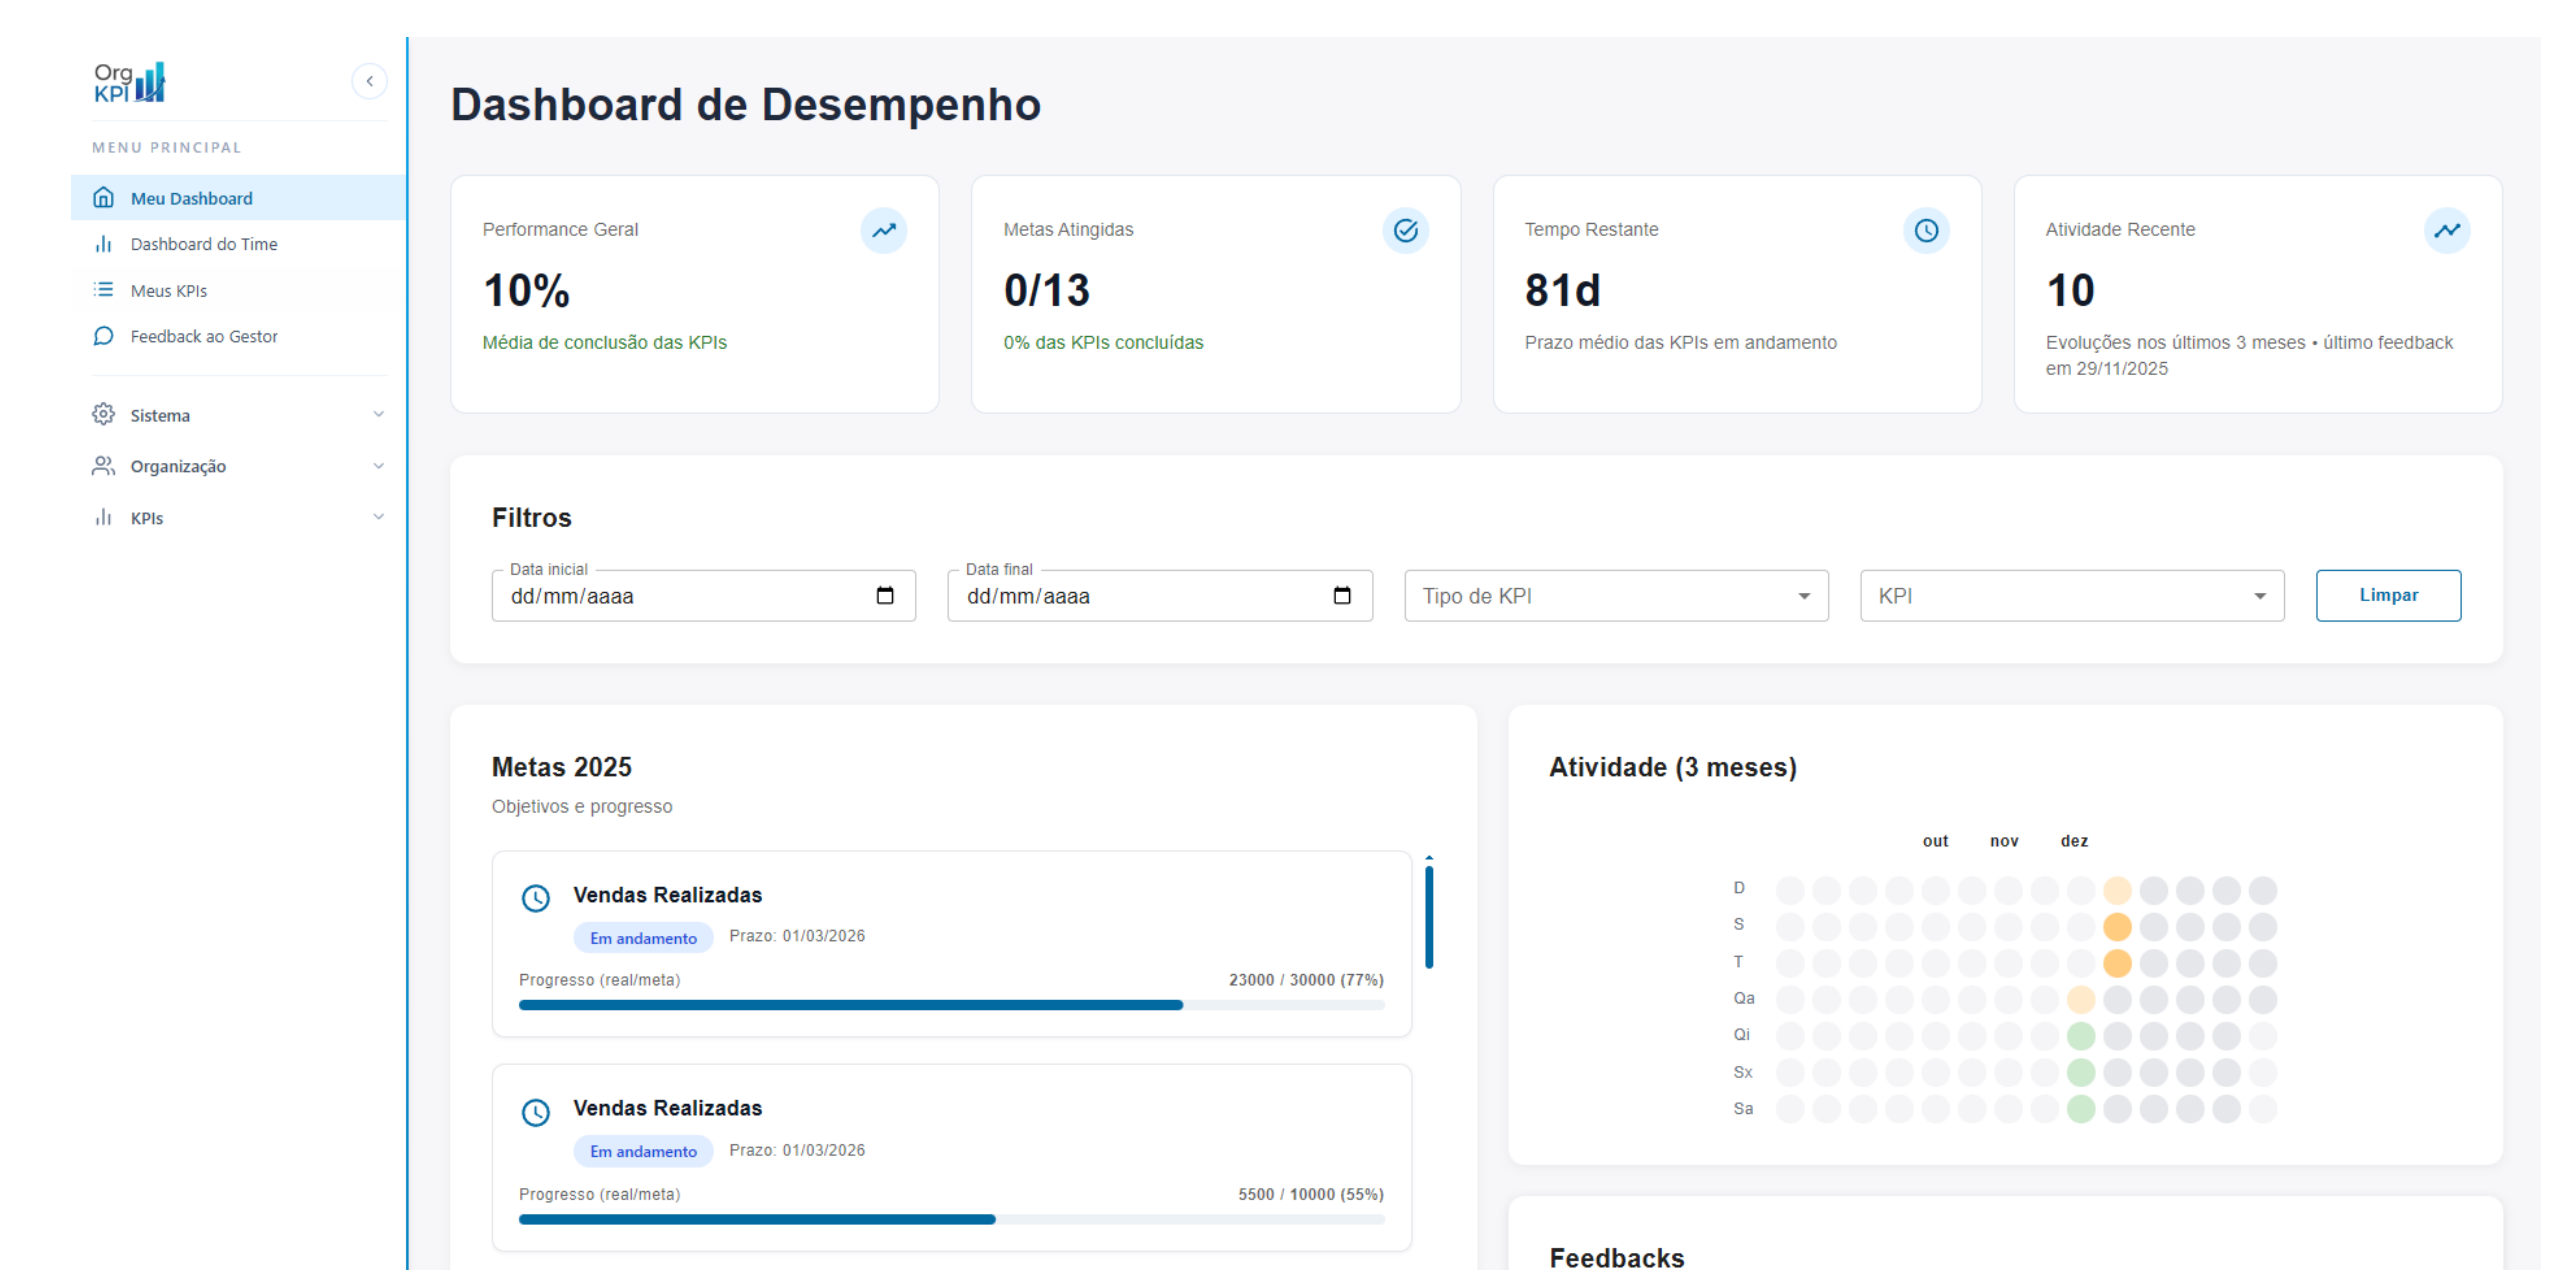 Org
KPI
MENU PRINCIPAL
Meu Dashboard
Dashboard do Time
Meus KPIs
Feedback ao Gestor
Sistema
Organização
KPIs
Dashboard de Desempenho
Performance Geral
10%
Média de conclusão das KPIs
Metas Atingidas
0/13
0% das KPIs concluídas
Tempo Restante
81d
Prazo médio das KPIs em andamento
Atividade Recente
10
Evoluções nos últimos 3 meses • último feedback
em 29/11/2025
Filtros
Data inicial
dd/mm/aaaa
Data final
dd/mm/aaaa
Tipo de KPI
KPI
Limpar
Metas 2025
Objetivos e progresso
Vendas Realizadas
Em andamento Prazo: 01/03/2026
Progresso (real/meta) 23000 / 30000 (77%)
Vendas Realizadas
Em andamento Prazo: 01/03/2026
Progresso (real/meta) 5500 / 10000 (55%)
Atividade (3 meses)
out nov dez
D
S
T
Qa
Qi
Sx
Sa
Feedbacks